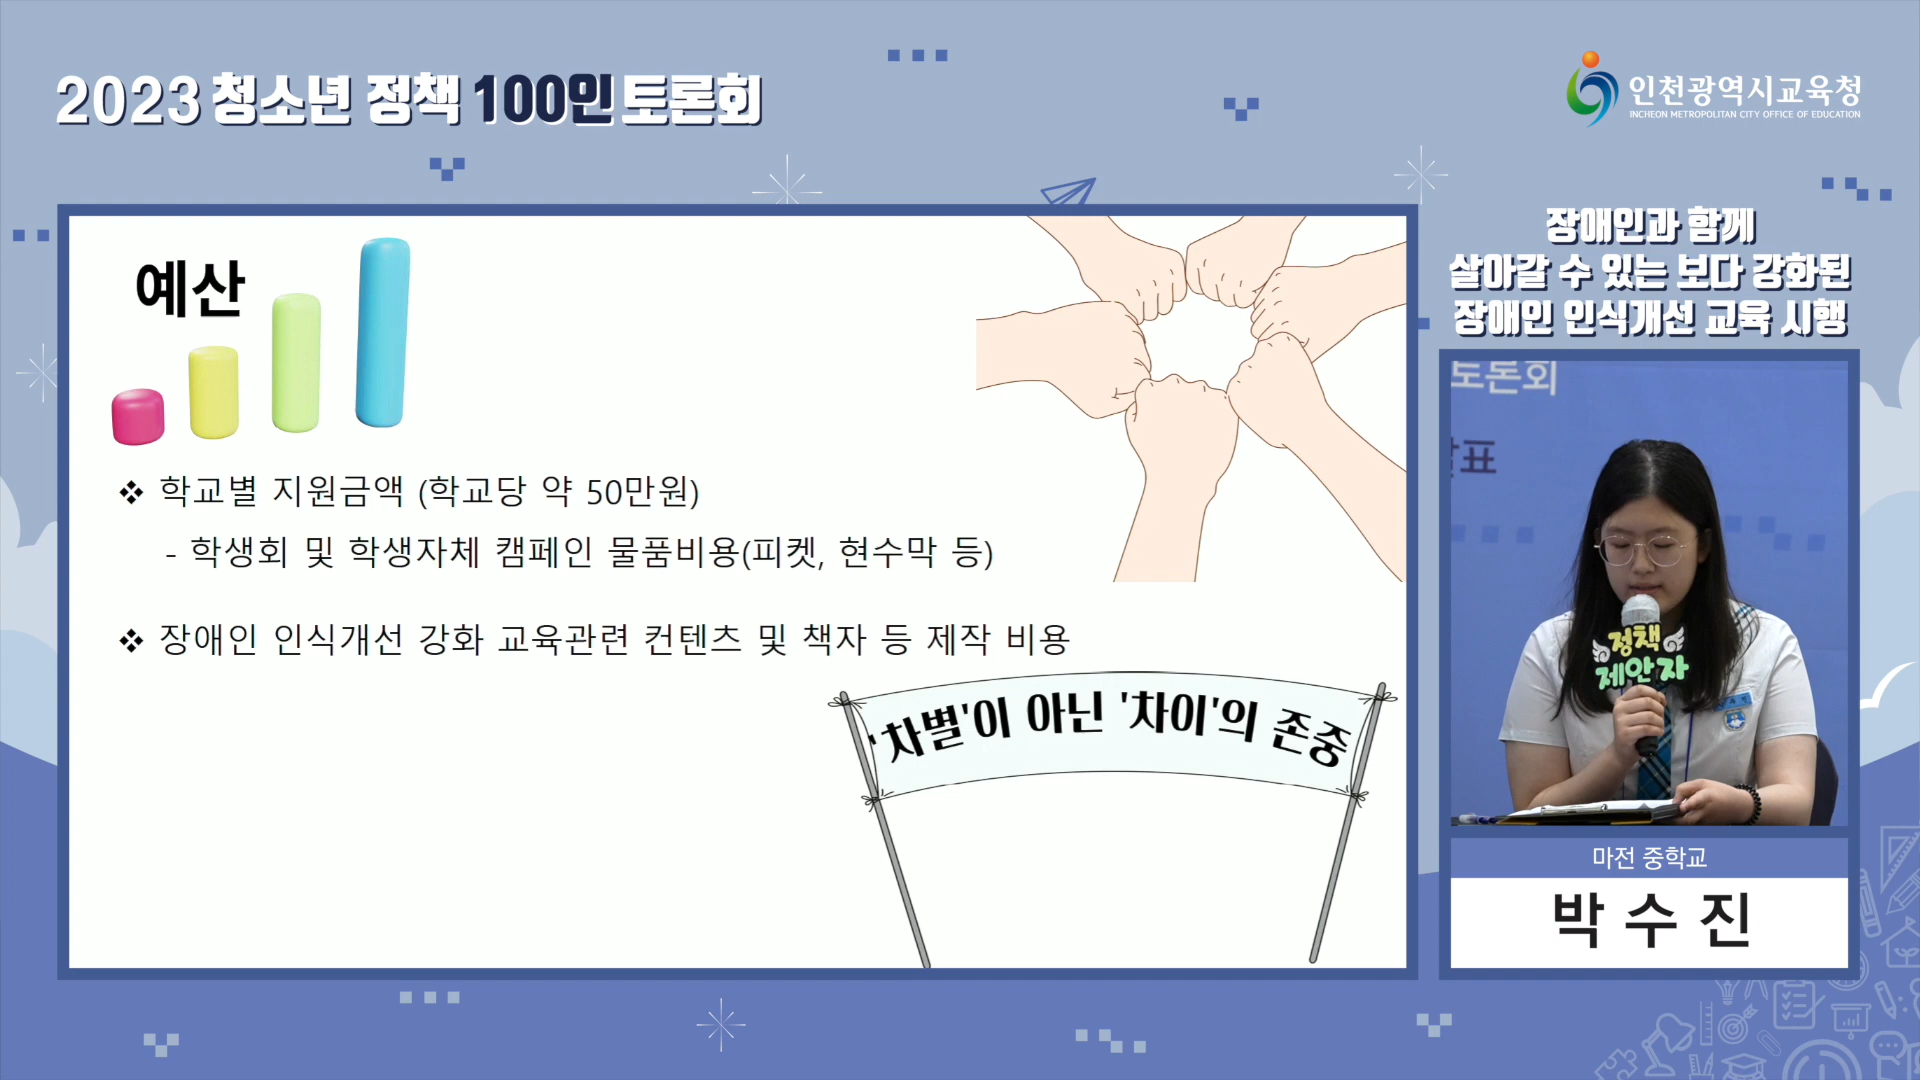 2023 청소년 정책 100인 토론회
인천광역시교육청
INCHEON METROPOLITAN CITY OFFICE OF EDUCATION
예산
❖ 학교별 지원금액 (학교당 약 50만원)
- 학생회 및 학생자체 캠페인 물품비용(피켓, 현수막 등)
❖ 장애인 인식개선 강화 교육관련 컨텐츠 및 책자 등 제작 비용
'차별'이 아닌 '차이'의 존중
장애인과 함께
살아갈 수 있는 보다 강화된
장애인 인식개선 교육 시행
토론회
표
정책
제안자
마전 중학교
박수진